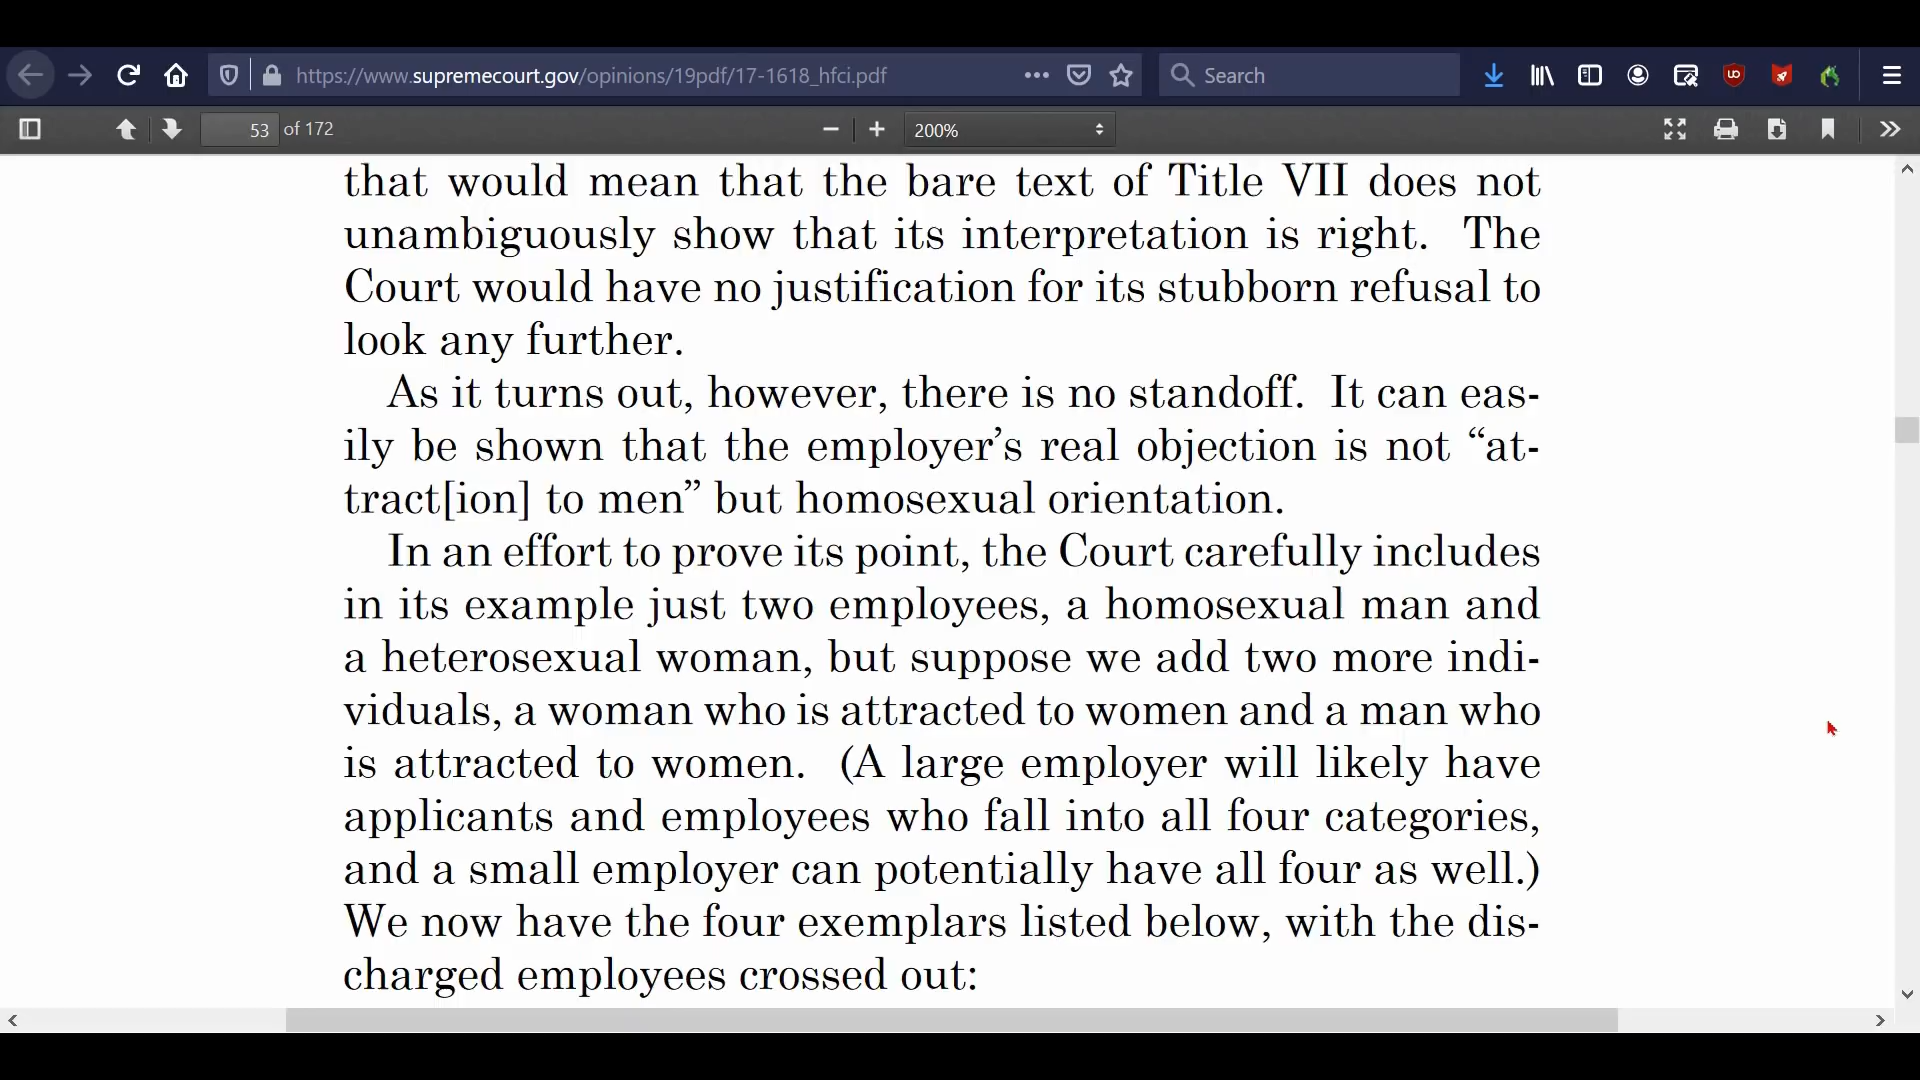 https://www.supremecourt.gov/opinions/19pdf/17-1618_hfci.pdf
Search
53 of 172
200%
that would mean that the bare text of Title VII does not
unambiguously show that its interpretation is right. The
Court would have no justification for its stubborn refusal to
look any further.
As it turns out, however, there is no standoff. It can eas-
ily be shown that the employer’s real objection is not “at-
tract[ion] to men” but homosexual orientation.
In an effort to prove its point, the Court carefully includes
in its example just two employees, a homosexual man and
a heterosexual woman, but suppose we add two more indi-
viduals, a woman who is attracted to women and a man who
is attracted to women. (A large employer will likely have
applicants and employees who fall into all four categories,
and a small employer can potentially have all four as well.)
We now have the four exemplars listed below, with the dis-
charged employees crossed out: